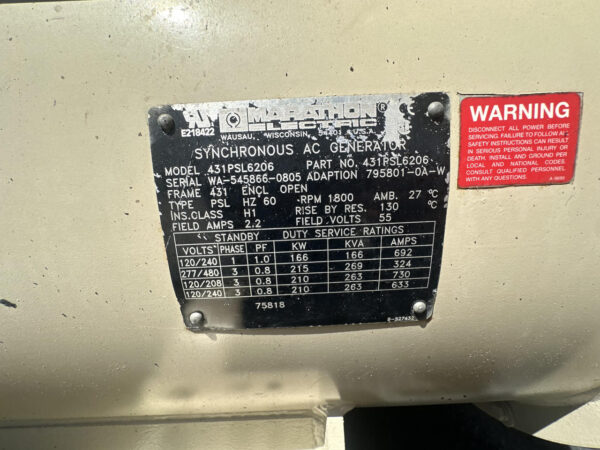 E218422
MARATHON®
ELECTRIC
WAUSAU, WISCONSIN, 54401 U.S.A.
SYNCHRONOUS AC GENERATOR
MODEL 431PSL6206 PART NO. 431PSL6206
SERIAL WA-545866-0805 ADAPTION 795801-0A-W
FRAME 431 ENCL OPEN
TYPE PSL HZ 60 RPM 1800 AMB. 27 °C
INS.CLASS H1 RISE BY RES. 130 °C
FIELD AMPS 2.2 FIELD VOLTS 55
STANDBY DUTY SERVICE RATINGS
VOLTS PHASE PF KW KVA AMPS
120/240 1 1.0 166 166 692
277/480 3 0.8 215 269 324
120/208 3 0.8 210 263 730
120/240 3 0.8 210 263 633
75818
WARNING
DISCONNECT ALL POWER BEFORE
SERVICING. FAILURE TO FOLLOW ALL
SAFETY INSTRUCTIONS CAN RESULT
IN SERIOUS PERSONAL INJURY OR
DEATH. INSTALL AND GROUND PER
LOCAL AND NATIONAL CODES.
CONSULT QUALIFIED PERSONNEL
WITH ANY QUESTIONS.